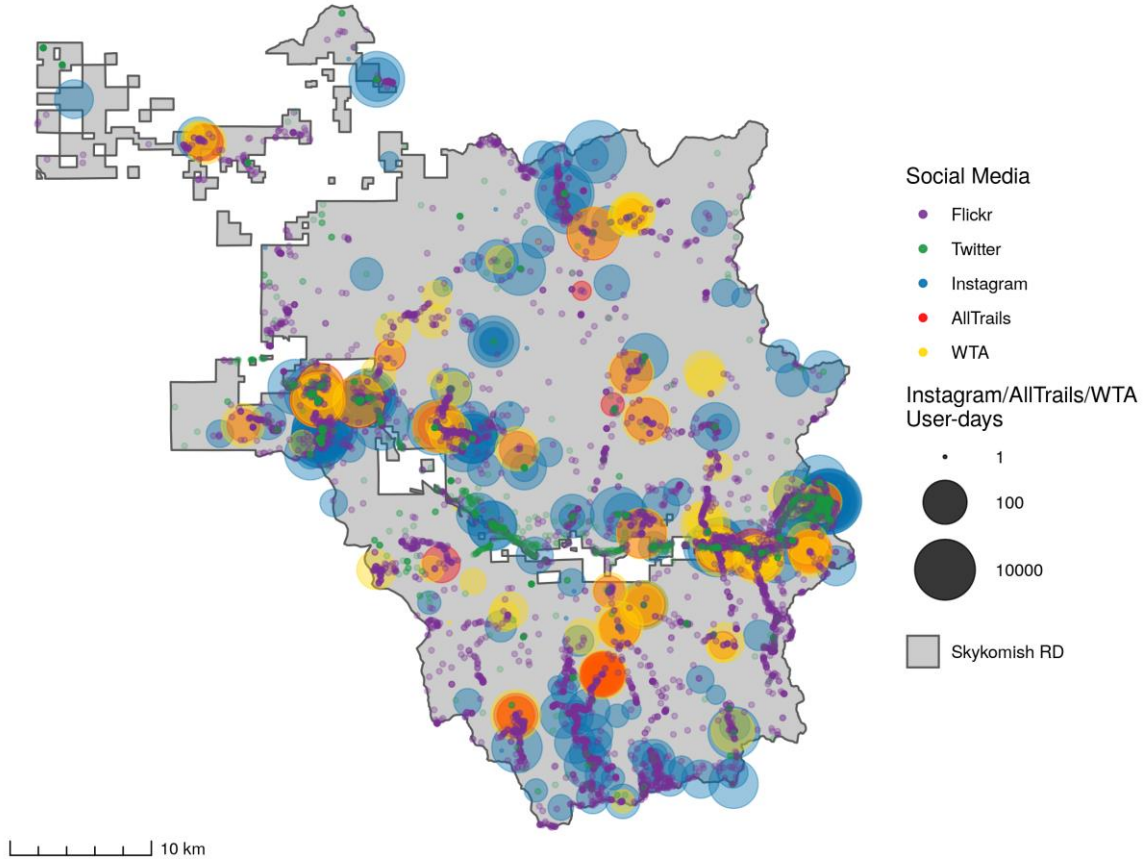 Social Media
Flickr
Twitter
Instagram
AllTrails
WTA
Instagram/AllTrails/WTA
User-days
1
100
10000
Skykomish RD
10 km